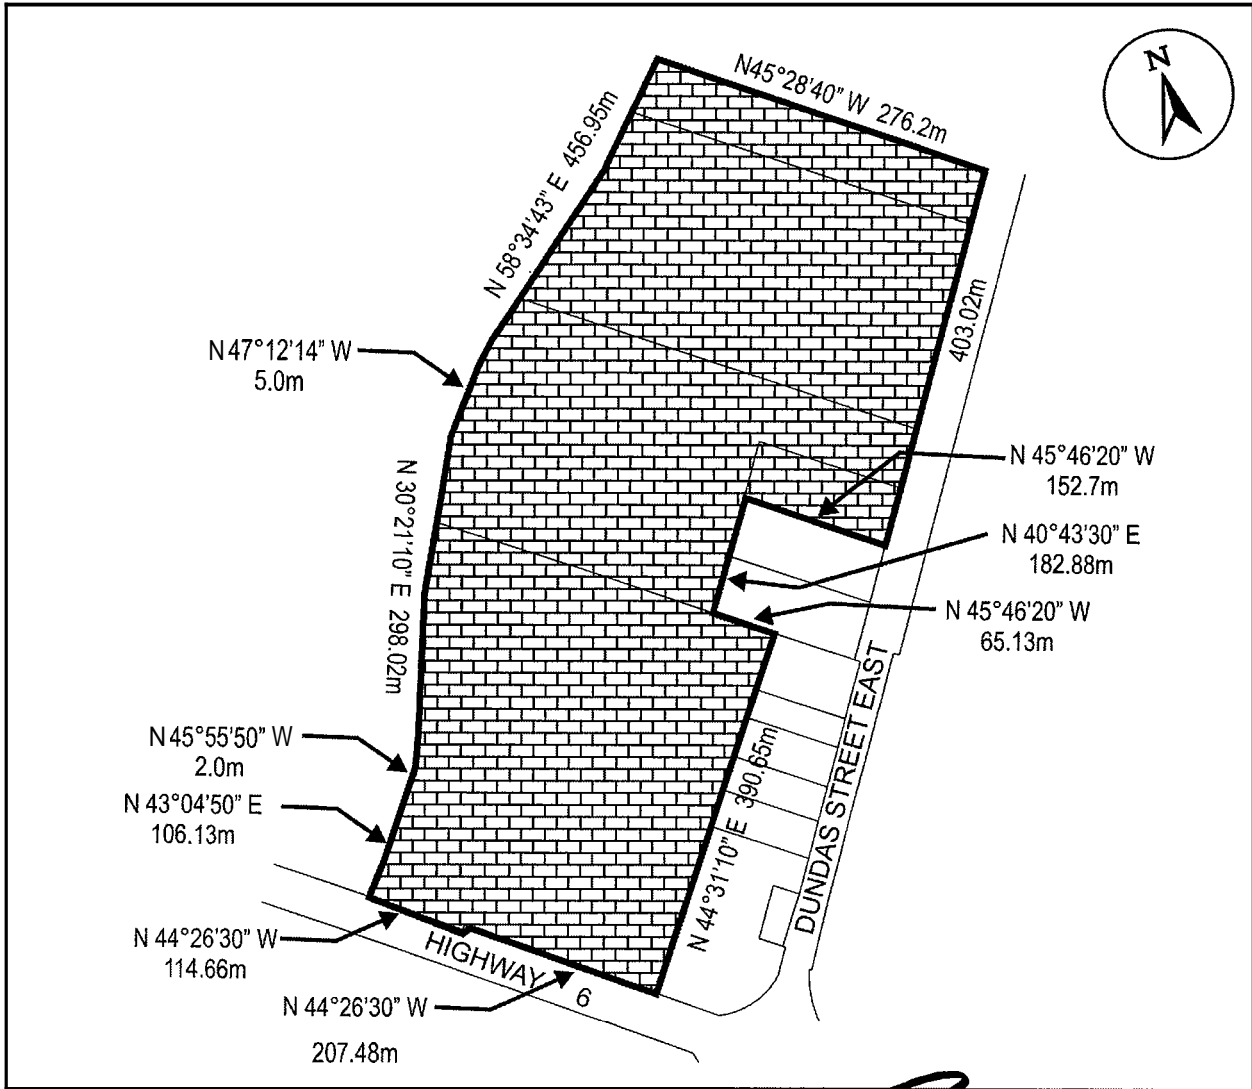 N
N45°28'40" W 276.2m
N 58°34'43" E 456.95m
403.02m
N 47°12'14" W
5.0m
N 45°46'20" W
152.7m
N 40°43'30" E
182.88m
N 30°21'10" E 298.02m
N 45°46'20" W
65.13m
DUNDAS STREET EAST
N 45°55'50" W
2.0m
N 43°04'50" E
106.13m
N 44°31'10" E 390.65m
N 44°26'30" W
114.66m
HIGHWAY 6
N 44°26'30" W
207.48m